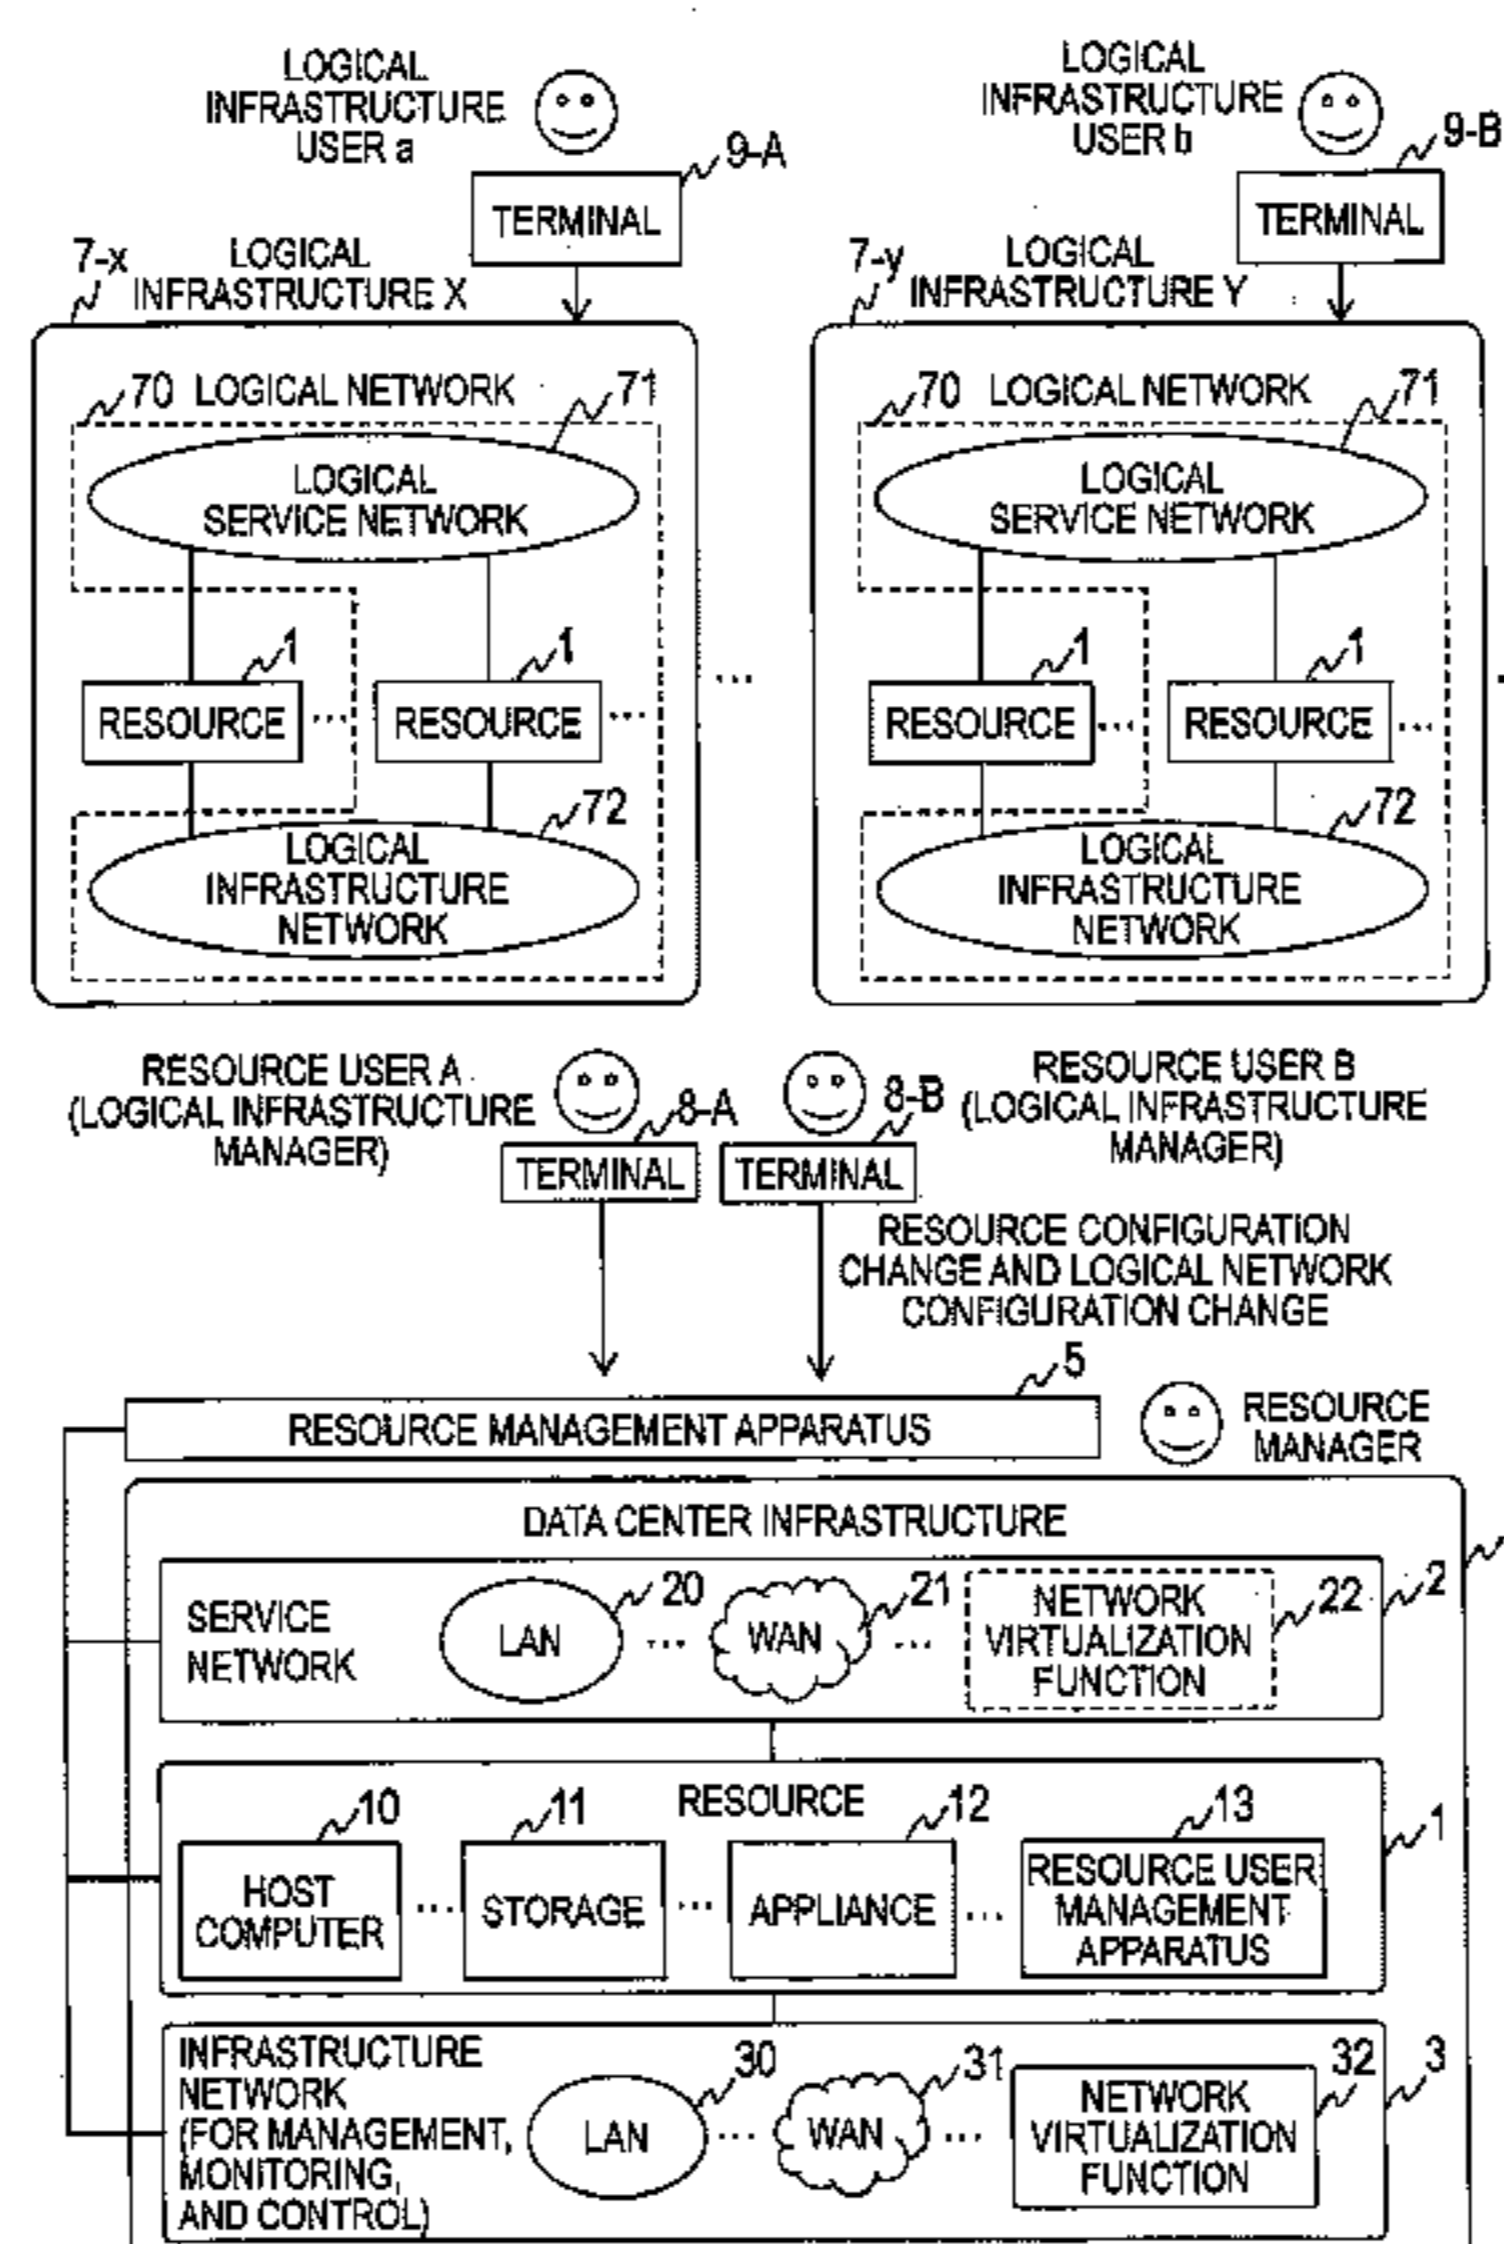 LOGICAL
INFRASTRUCTURE
USER a
9-A
TERMINAL
7-x
LOGICAL
INFRASTRUCTURE X
70 LOGICAL NETWORK
71
LOGICAL
SERVICE NETWORK
1
1
RESOURCE
...
RESOURCE
...
72
LOGICAL
INFRASTRUCTURE
NETWORK
...
LOGICAL
INFRASTRUCTURE
USER b
9-B
TERMINAL
7-y
LOGICAL
INFRASTRUCTURE Y
70 LOGICAL NETWORK
71
LOGICAL
SERVICE NETWORK
1
1
RESOURCE
...
RESOURCE
...
72
LOGICAL
INFRASTRUCTURE
NETWORK
RESOURCE USER A
(LOGICAL INFRASTRUCTURE
MANAGER)
8-A
TERMINAL
8-B
TERMINAL
RESOURCE USER B
(LOGICAL INFRASTRUCTURE
MANAGER)
RESOURCE CONFIGURATION
CHANGE AND LOGICAL NETWORK
CONFIGURATION CHANGE
5
RESOURCE MANAGEMENT APPARATUS
RESOURCE
MANAGER
DATA CENTER INFRASTRUCTURE
2
SERVICE
NETWORK
20
LAN
...
21
WAN
...
22
NETWORK
VIRTUALIZATION
FUNCTION
RESOURCE
1
10
HOST
COMPUTER
...
11
STORAGE
...
12
APPLIANCE
...
13
RESOURCE USER
MANAGEMENT
APPARATUS
3
INFRASTRUCTURE
NETWORK
(FOR MANAGEMENT,
MONITORING,
AND CONTROL)
30
LAN
...
31
WAN
...
32
NETWORK
VIRTUALIZATION
FUNCTION